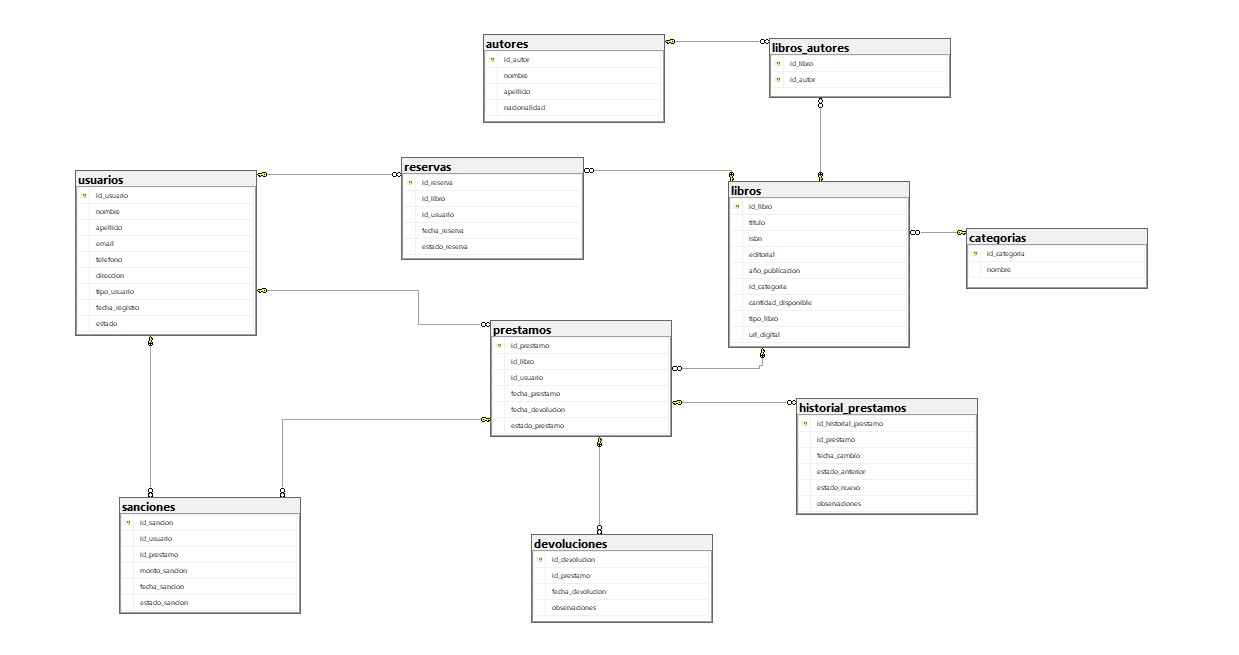 autores
id_autor
nombre
apellido
nacionalidad
libros_autores
id_libro
id_autor
usuarios
id_usuario
nombre
apellido
email
telefono
direccion
tipo_usuario
fecha_registro
estado
reservas
id_reserva
id_libro
id_usuario
fecha_reserva
estado_reserva
libros
id_libro
titulo
isbn
editorial
año_publicacion
id_categoria
cantidad_disponible
tipo_libro
url_digital
categorias
id_categoria
nombre
prestamos
id_prestamo
id_libro
id_usuario
fecha_prestamo
fecha_devolucion
estado_prestamo
historial_prestamos
id_historial_prestamo
id_prestamo
fecha_cambio
estado_anterior
estado_nuevo
observaciones
sanciones
id_sancion
id_usuario
id_prestamo
monto_sancion
fecha_sancion
estado_sancion
devoluciones
id_devolucion
id_prestamo
fecha_devolucion
observaciones